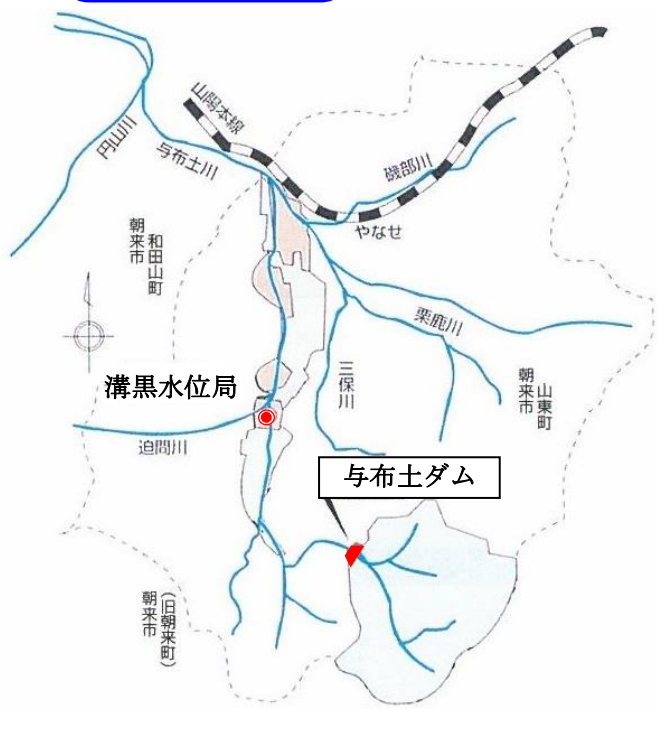 山陽本線
円山川
与布土川
磯部川
やなせ
朝来市
和田山町
粟鹿川
溝黒水位局
三保川
朝来市
山東町
迫間川
与布土ダム
朝来市
(旧朝来町)